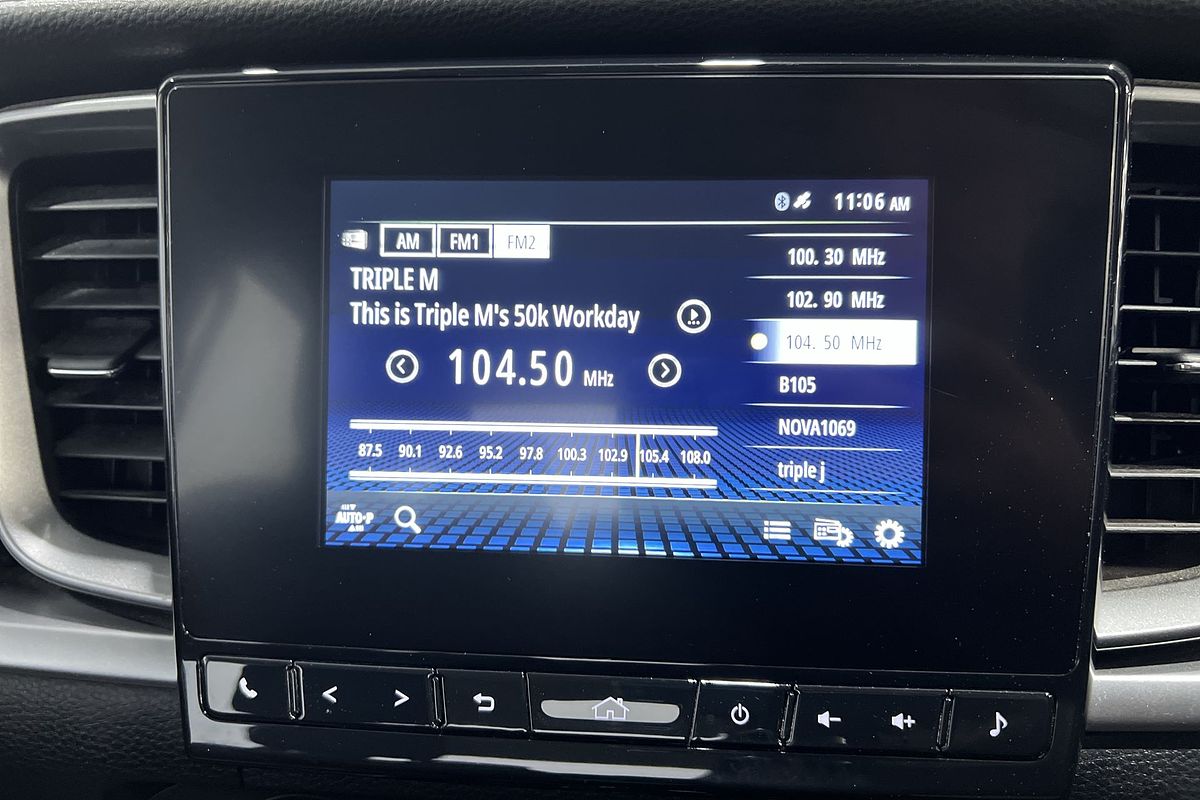 11:06 AM
AM FM1 FM2
TRIPLE M
This is Triple M's 50k Workday
104.50 MHz
87.5 90.1 92.6 95.2 97.8 100.3 102.9 105.4 108.0
AUTO·P
100. 30 MHz
102. 90 MHz
104. 50 MHz
B105
NOVA1069
triple j